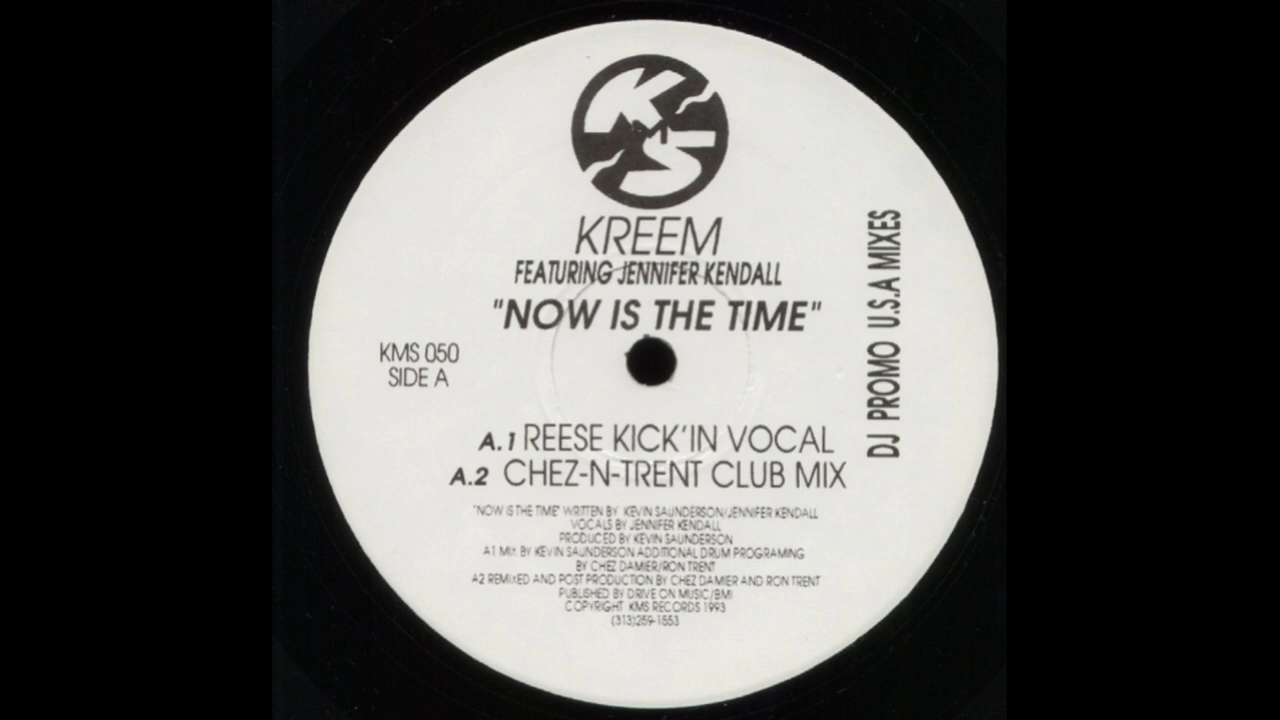 KMS
KREEM
FEATURING JENNIFER KENDALL
"NOW IS THE TIME"
KMS 050
SIDE A
DJ PROMO U.S.A MIXES
A.1 REESE KICK'IN VOCAL
A.2 CHEZ-N-TRENT CLUB MIX
"NOW IS THE TIME" WRITTEN BY KEVIN SAUNDERSON/JENNIFER KENDALL
VOCALS BY JENNIFER KENDALL
PRODUCED BY KEVIN SAUNDERSON
A1 MIX BY KEVIN SAUNDERSON ADDITIONAL DRUM PROGRAMING
BY CHEZ DAMIER/RON TRENT
A2 REMIXED AND POST PRODUCTION BY CHEZ DAMIER AND RON TRENT
PUBLISHED BY DRIVE ON MUSIC/BMI
COPYRIGHT KMS RECORDS 1993
(313)259-1553